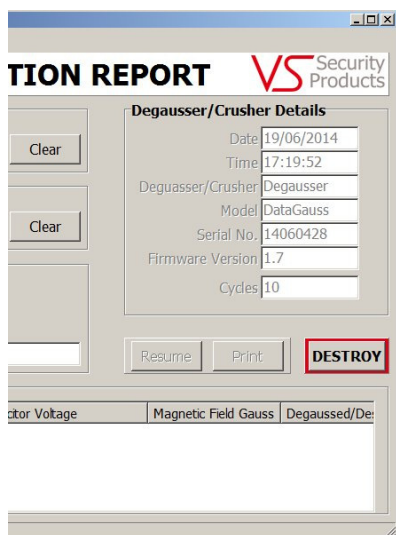 TION REPORT
VS Security Products
Degausser/Crusher Details
Date 19/06/2014
Clear
Time 17:19:52
Deguasser/Crusher Degausser
Model DataGauss
Clear
Serial No. 14060428
Firmware Version 1.7
Cycles 10
Resume Print DESTROY
citor Voltage Magnetic Field Gauss Degaussed/Des